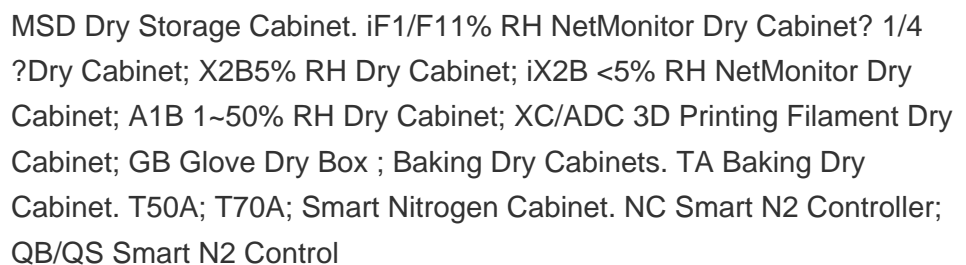 MSD Dry Storage Cabinet. iF1/F11% RH NetMonitor Dry Cabinet? 1/4
?Dry Cabinet; X2B5% RH Dry Cabinet; iX2B <5% RH NetMonitor Dry
Cabinet; A1B 1~50% RH Dry Cabinet; XC/ADC 3D Printing Filament Dry
Cabinet; GB Glove Dry Box ; Baking Dry Cabinets. TA Baking Dry
Cabinet. T50A; T70A; Smart Nitrogen Cabinet. NC Smart N2 Controller;
QB/QS Smart N2 Control